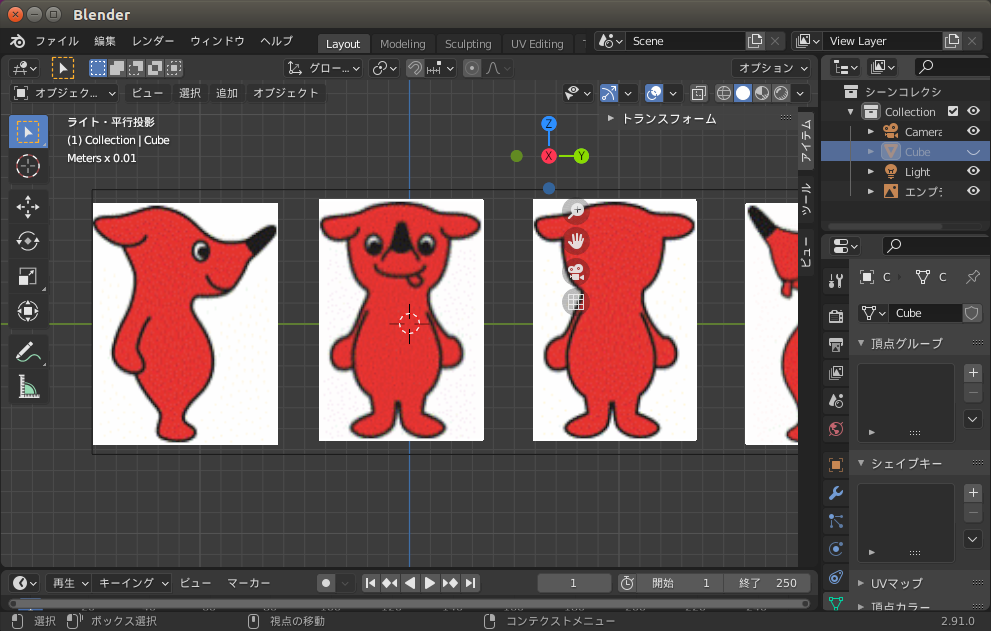 Blender
ファイル 編集 レンダー ウィンドウ ヘルプ Layout Modeling Sculpting UV Editing Scene View Layer
グロー... オプション
オブジェク... ビュー 選択 追加 オブジェクト
ライト・平行投影
(1) Collection | Cube
Meters x 0.01
トランスフォーム
アイテム
ツール
ビュー
Z
X Y
シーンコレクシ
Collection
Camera
Cube
Light
エンプ
C C
Cube
頂点グループ
シェイプキー
UVマップ
頂点カラー
再生 キーイング ビュー マーカー 1 開始 1 終了 250
選択 ボックス選択 視点の移動 コンテクストメニュー 2.91.0